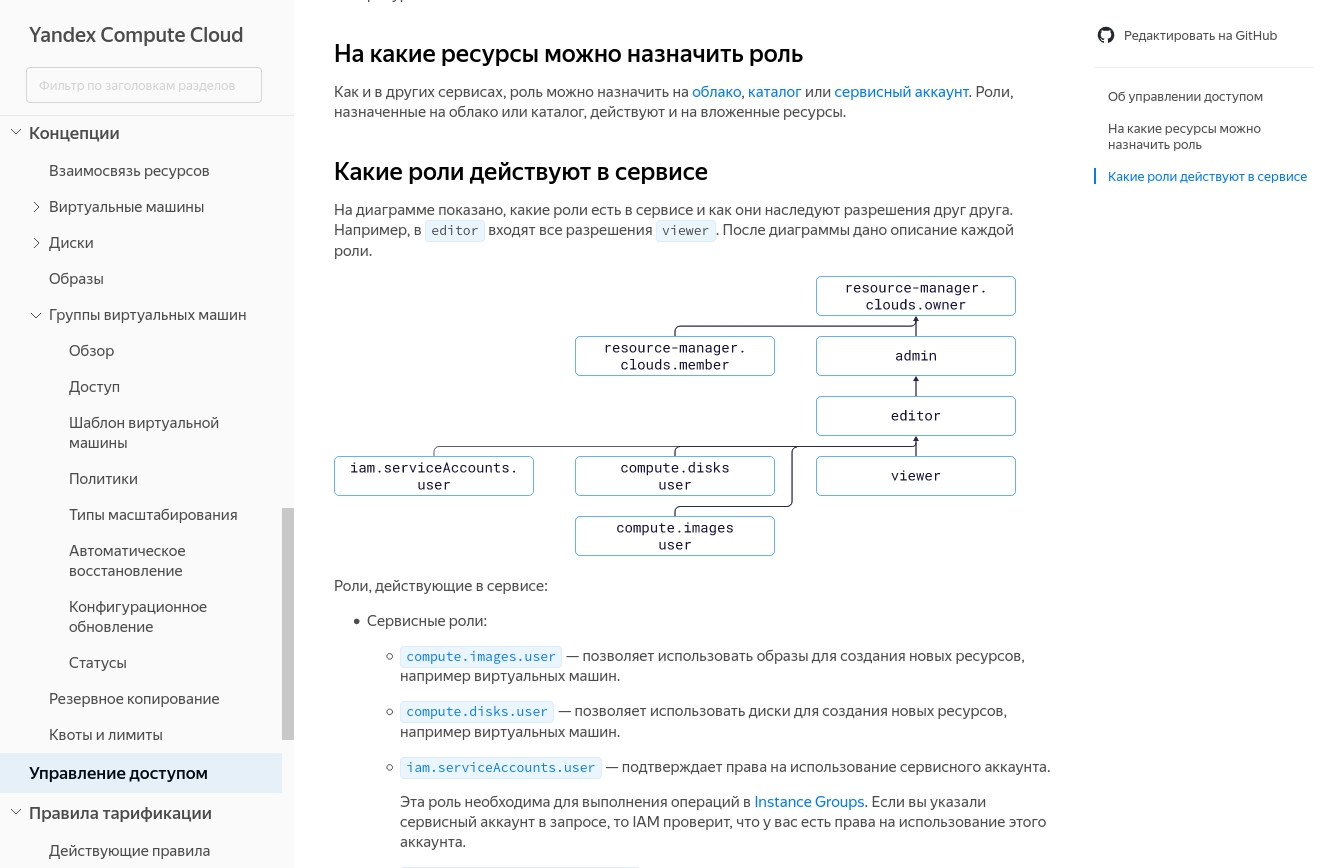 Yandex Compute Cloud
Фильтр по заголовкам разделов
Концепции
Взаимосвязь ресурсов
Виртуальные машины
Диски
Образы
Группы виртуальных машин
Обзор
Доступ
Шаблон виртуальной
машины
Политики
Типы масштабирования
Автоматическое
восстановление
Конфигурационное
обновление
Статусы
Резервное копирование
Квоты и лимиты
Управление доступом
Правила тарификации
Действующие правила
На какие ресурсы можно назначить роль
Как и в других сервисах, роль можно назначить на облако, каталог или сервисный аккаунт. Роли,
назначенные на облако или каталог, действуют и на вложенные ресурсы.
Какие роли действуют в сервисе
На диаграмме показано, какие роли есть в сервисе и как они наследуют разрешения друг друга.
Например, в editor входят все разрешения viewer. После диаграммы дано описание каждой
роли.
resource-manager.
clouds.owner
resource-manager.
clouds.member
admin
editor
iam.serviceAccounts.
user
compute.disks
user
viewer
compute.images
user
Роли, действующие в сервисе:
• Сервисные роли:
compute.images.user — позволяет использовать образы для создания новых ресурсов,
например виртуальных машин.
compute.disks.user — позволяет использовать диски для создания новых ресурсов,
например виртуальных машин.
iam.serviceAccounts.user — подтверждает права на использование сервисного аккаунта.
Эта роль необходима для выполнения операций в Instance Groups. Если вы указали
сервисный аккаунт в запросе, то IAM проверит, что у вас есть права на использование этого
аккаунта.
Редактировать на GitHub
Об управлении доступом
На какие ресурсы можно
назначить роль
Какие роли действуют в сервисе